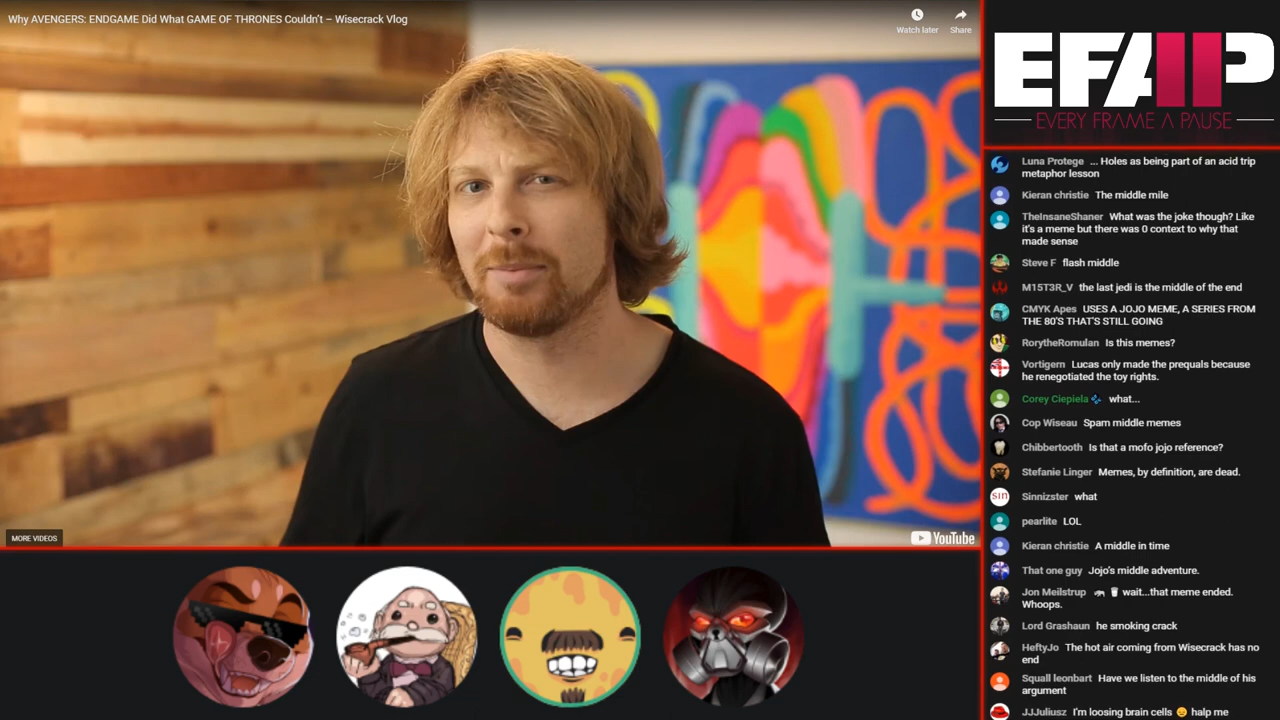 Why AVENGERS: ENDGAME Did What GAME OF THRONES Couldn't – Wisecrack Vlog
Watch later
Share
MORE VIDEOS
YouTube
EFAP
EVERY FRAME A PAUSE
Luna Protege ... Holes as being part of an acid trip
metaphor lesson
Kieran christie The middle mile
TheInsaneShaner What was the joke though? Like
it's a meme but there was 0 context to why that
made sense
Steve F flash middle
M15T3R_V the last jedi is the middle of the end
CMYK Apes USES A JOJO MEME, A SERIES FROM
THE 80'S THAT'S STILL GOING
RorytheRomulan Is this memes?
Vortigern Lucas only made the prequals because
he renegotiated the toy rights.
Corey Ciepiela what...
Cop Wiseau Spam middle memes
Chibbertooth Is that a mofo jojo reference?
Stefanie Linger Memes, by definition, are dead.
sin
Sinnizster what
pearlite LOL
Kieran christie A middle in time
That one guy Jojo's middle adventure.
Jon Meilstrup wait...that meme ended.
Whoops.
Lord Grashaun he smoking crack
HeftyJo The hot air coming from Wisecrack has no
end
Squall leonbart Have we listen to the middle of his
argument
JJJuliusz I'm loosing brain cells 😟 halp me